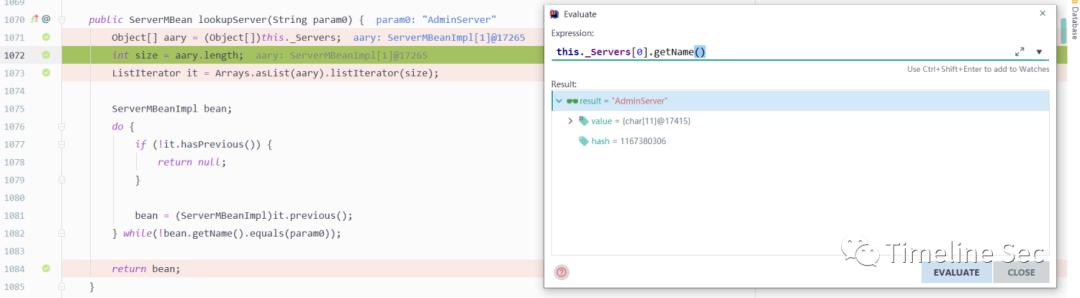 1069
1070 public ServerMBean lookupServer(String param0) { param0: "AdminServer"
1071 Object[] aary = (Object[])this._Servers; aary: ServerMBeanImpl[1]@17265
1072 int size = aary.length; aary: ServerMBeanImpl[1]@17265
1073 ListIterator it = Arrays.asList(aary).listIterator(size);
1074
1075 ServerMBeanImpl bean;
1076 do {
1077 if (!it.hasPrevious()) {
1078 return null;
1079 }
1080
1081 bean = (ServerMBeanImpl)it.previous();
1082 } while(!bean.getName().equals(param0));
1083
1084 return bean;
1085 }
Evaluate
Expression:
this._Servers[0].getName()
Use Ctrl+Shift+Enter to add to Watches
Result:
result = "AdminServer"
value = {char[11]@17415}
hash = 1167380306
EVALUATE
CLOSE
Timeline Sec
Database